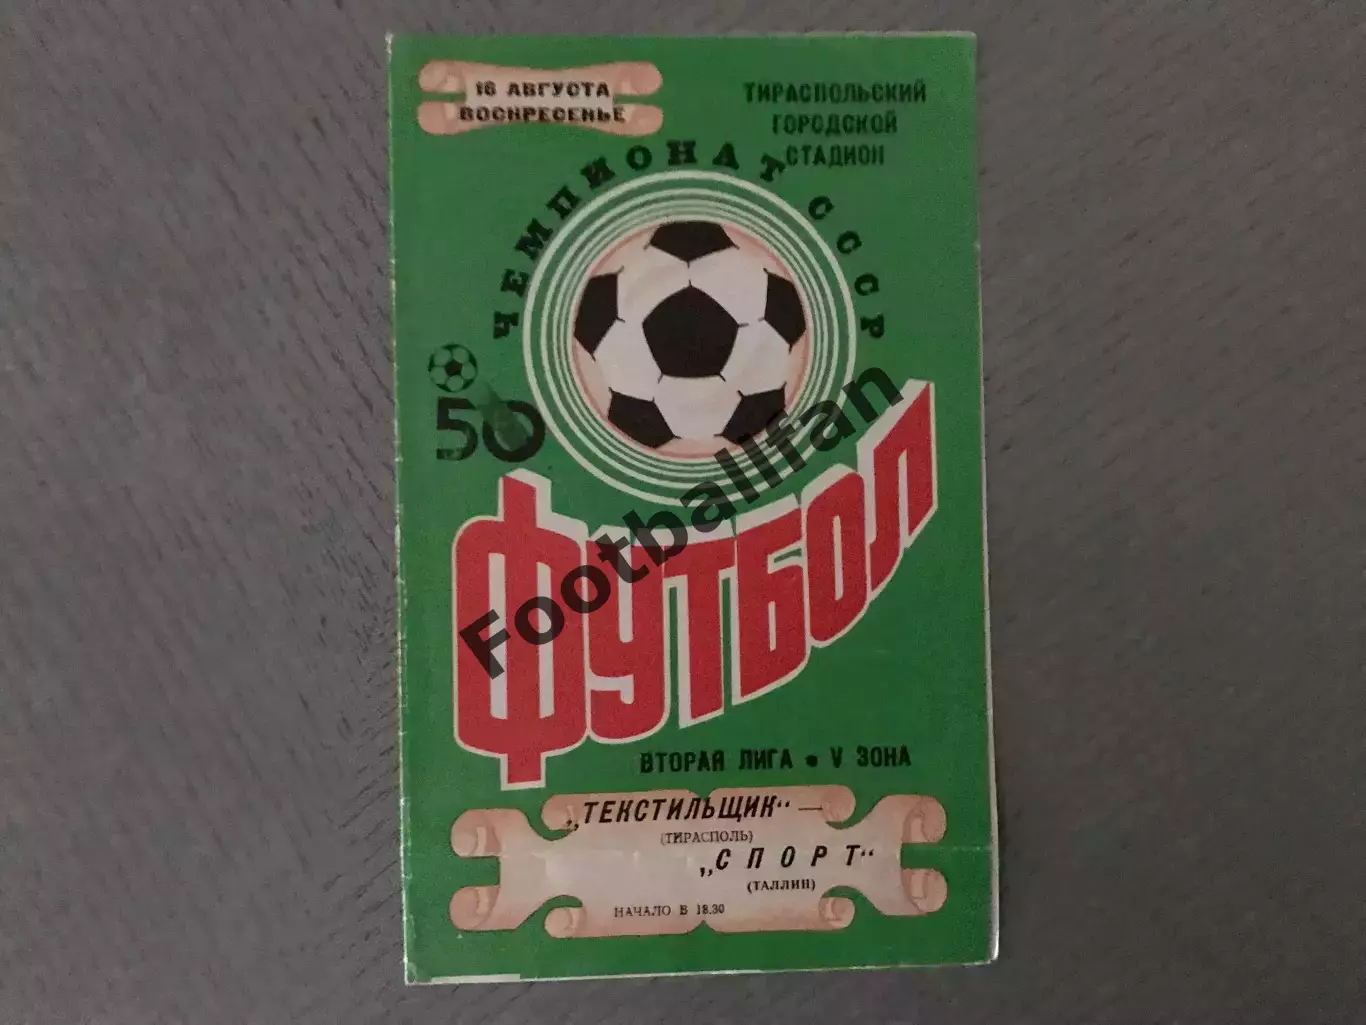 16 АВГУСТА
ВОСКРЕСЕНЬЕ
ТИРАСПОЛЬСКИЙ
ГОРОДСКОЙ
СТАДИОН
ЧЕМПИОНАТ СССР
50
ФУТБОЛ
Footballfan
ВТОРАЯ ЛИГА • V ЗОНА
„ТЕКСТИЛЬЩИК“ —
(ТИРАСПОЛЬ)
„СПОРТ“
(ТАЛЛИН)
НАЧАЛО В 18.30